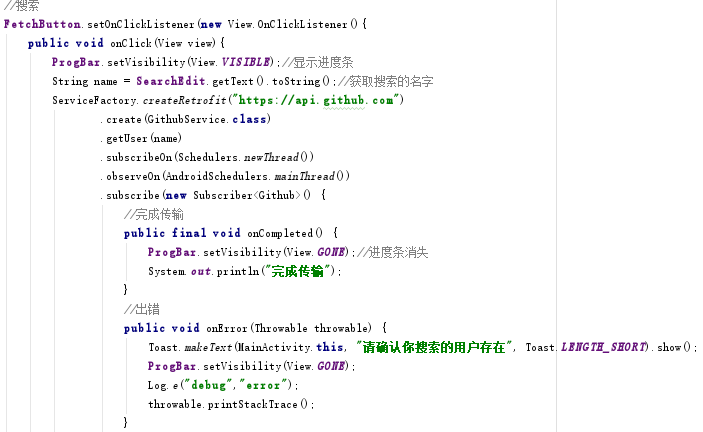 //搜索
FetchButton.setOnClickListener(new View.OnClickListener(){
    public void onClick(View view){
        ProgBar.setVisibility(View.VISIBLE);//显示进度条
        String name = SearchEdit.getText().toString();//获取搜索的名字
        ServiceFactory.createRetrofit("https://api.github.com")
                .create(GithubService.class)
                .getUser(name)
                .subscribeOn(Schedulers.newThread())
                .observeOn(AndroidSchedulers.mainThread())
                .subscribe(new Subscriber<Github>() {
                    //完成传输
                    public final void onCompleted() {
                        ProgBar.setVisibility(View.GONE);//进度条消失
                        System.out.println("完成传输");
                    }
                    //出错
                    public void onError(Throwable throwable) {
                        Toast.makeText(MainActivity.this, "请确认你搜索的用户存在", Toast.LENGTH_SHORT).show();
                        ProgBar.setVisibility(View.GONE);
                        Log.e("debug","error");
                        throwable.printStackTrace();
                    }